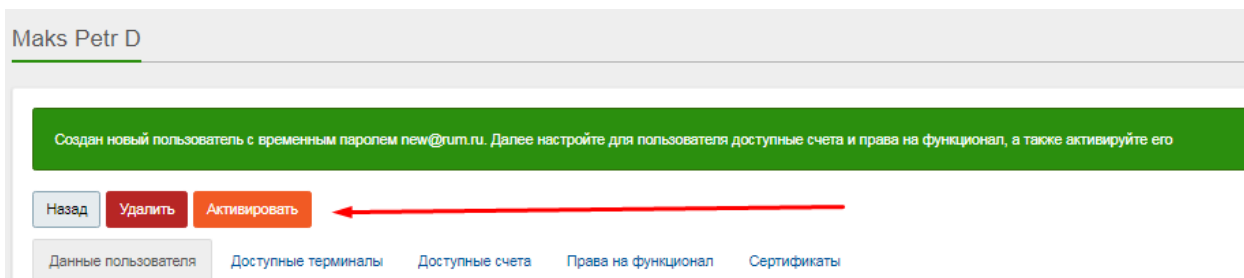 Maks Petr D
Создан новый пользователь с временным паролем new@rum.ru. Далее настройте для пользователя доступные счета и права на функционал, а также активируйте его
Назад Удалить Активировать
Данные пользователя Доступные терминалы Доступные счета Права на функционал Сертификаты